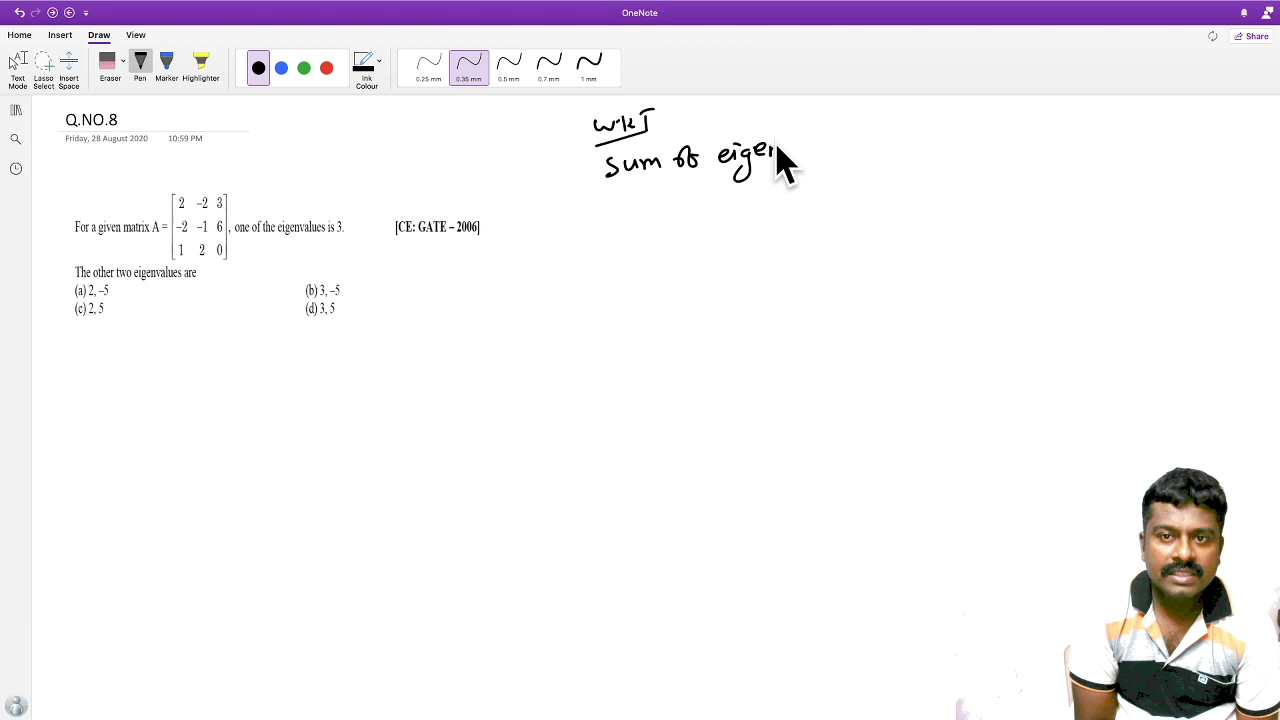 OneNote
Home Insert Draw View
Share
Text Mode Lasso Select Insert Space Eraser Pen Marker Highlighter Ink Colour 0.25 mm 0.35 mm 0.5 mm 0.7 mm 1 mm
Q.NO.8
Friday, 28 August 2020 10:59 PM
W.K.T
Sum of eigen
2 −2 3
For a given matrix A = −2 −1 6 , one of the eigenvalues is 3. [CE: GATE – 2006]
1 2 0
The other two eigenvalues are
(a) 2, –5 (b) 3, –5
(c) 2, 5 (d) 3, 5